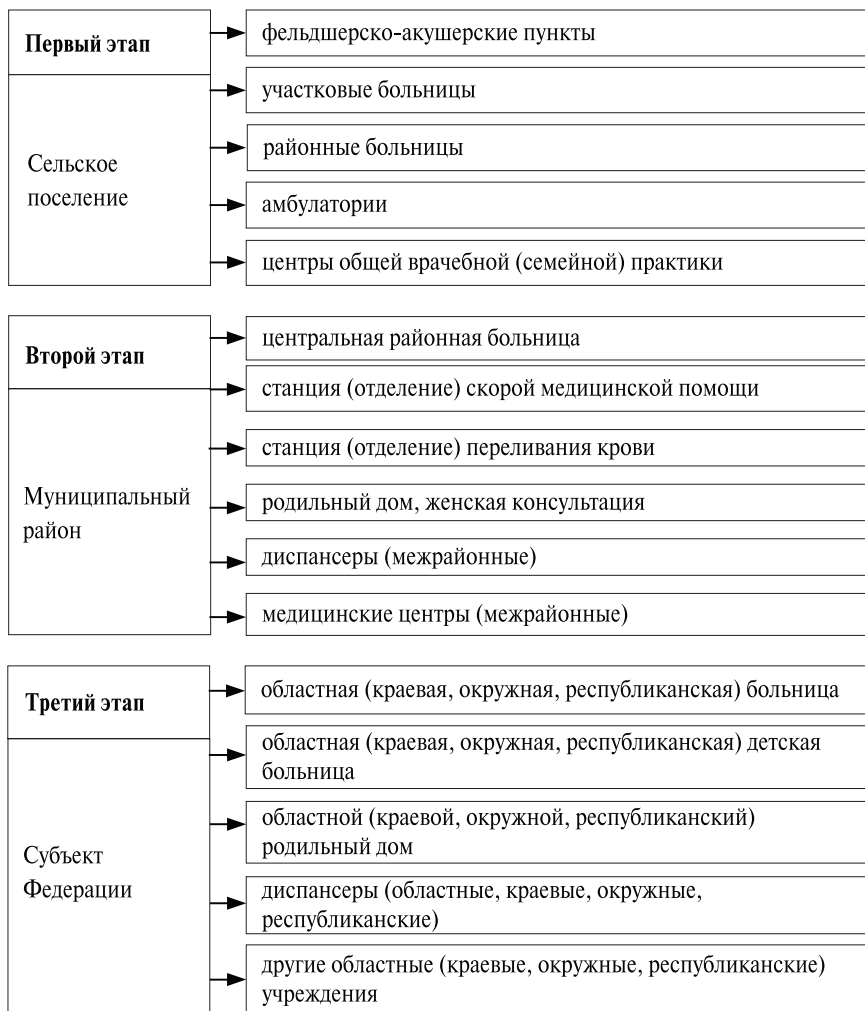 Первый этап
Сельское
поселение
фельдшерско-акушерские пункты
участковые больницы
районные больницы
амбулатории
центры общей врачебной (семейной) практики
Второй этап
Муниципальный
район
центральная районная больница
станция (отделение) скорой медицинской помощи
станция (отделение) переливания крови
родильный дом, женская консультация
диспансеры (межрайонные)
медицинские центры (межрайонные)
Третий этап
Субъект
Федерации
областная (краевая, окружная, республиканская) больница
областная (краевая, окружная, республиканская) детская
больница
областной (краевой, окружной, республиканский)
родильный дом
диспансеры (областные, краевые, окружные,
республиканские)
другие областные (краевые, окружные, республиканские)
учреждения